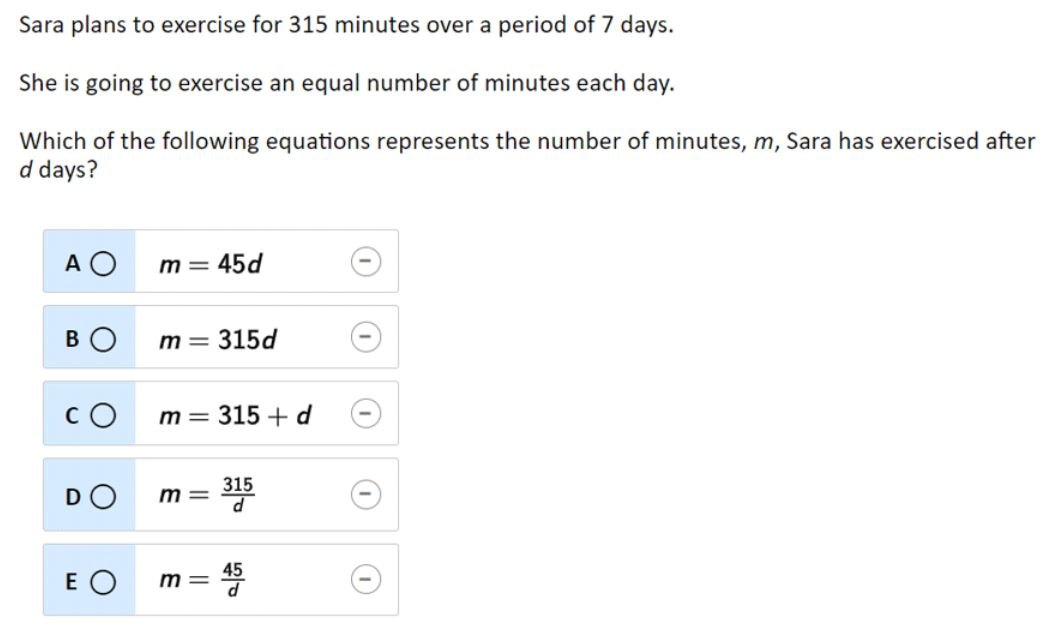 Sara plans to exercise for 315 minutes over a period of 7 days.
She is going to exercise an equal number of minutes each day.
Which of the following equations represents the number of minutes, m, Sara has exercised after
d days?
A m = 45d
B m = 315d
C m = 315 + d
D m = 315/d
E m = 45/d